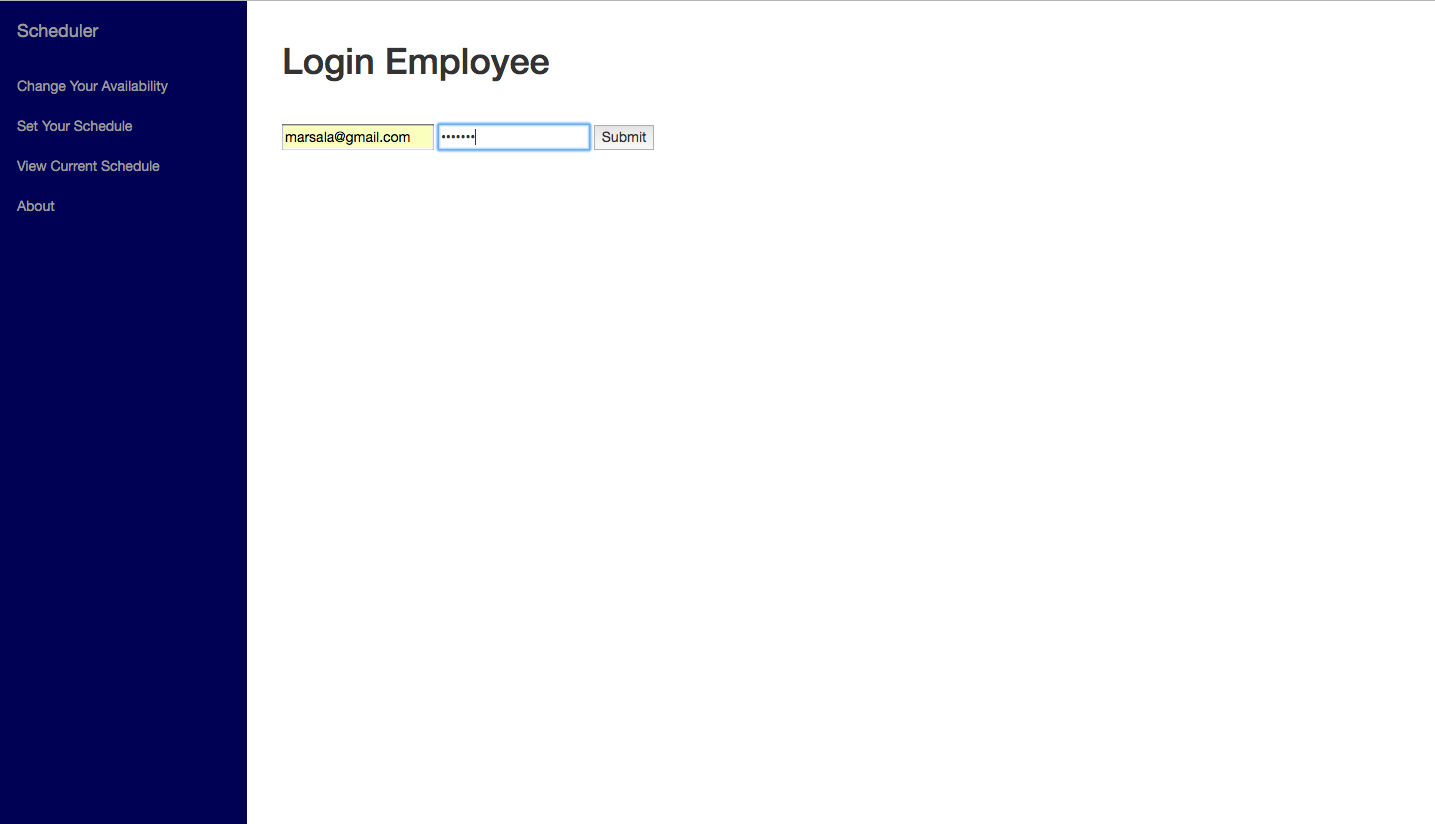 Scheduler
Change Your Availability
Set Your Schedule
View Current Schedule
About
Login Employee
marsala@gmail.com ••••••• Submit